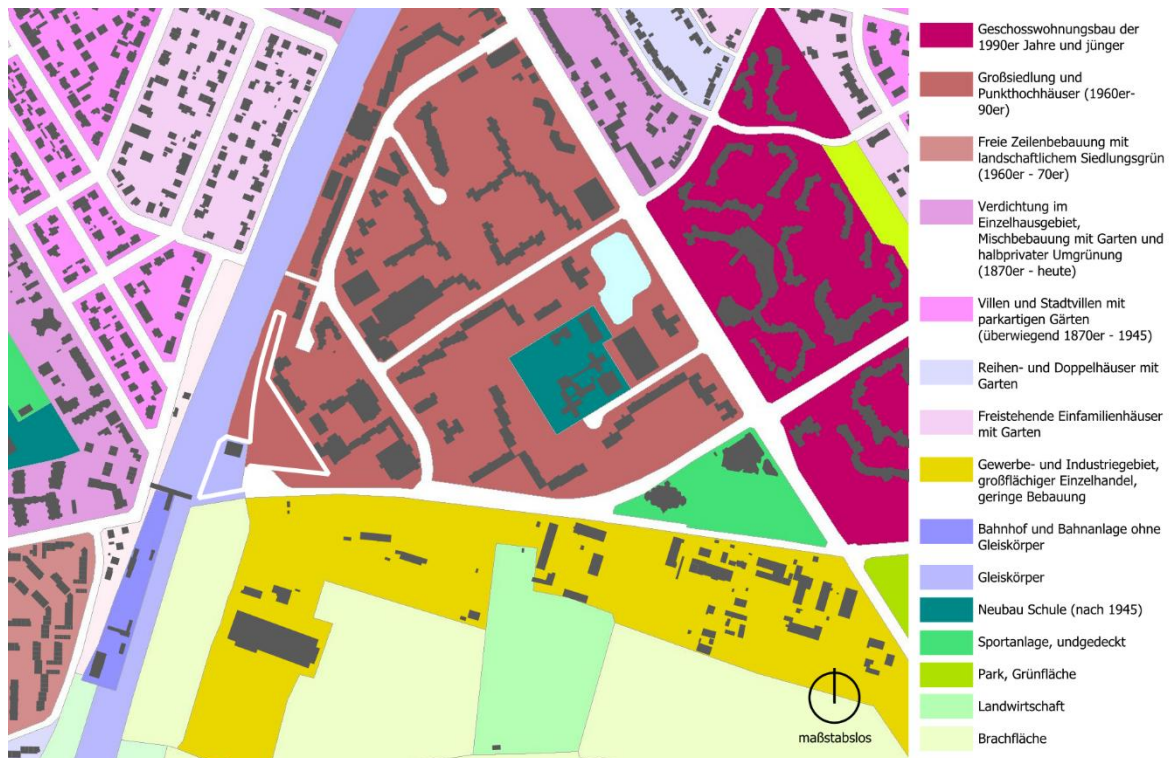 Geschosswohnungsbau der
1990er Jahre und jünger
Großsiedlung und
Punkthochhäuser (1960er-
90er)
Freie Zeilenbebauung mit
landschaftlichem Siedlungsgrün
(1960er - 70er)
Verdichtung im
Einzelhausgebiet,
Mischbebauung mit Garten und
halbprivater Umgrünung
(1870er - heute)
Villen und Stadtvillen mit
parkartigen Gärten
(überwiegend 1870er - 1945)
Reihen- und Doppelhäuser mit
Garten
Freistehende Einfamilienhäuser
mit Garten
Gewerbe- und Industriegebiet,
großflächiger Einzelhandel,
geringe Bebauung
Bahnhof und Bahnanlage ohne
Gleiskörper
Gleiskörper
Neubau Schule (nach 1945)
Sportanlage, undgedeckt
Park, Grünfläche
Landwirtschaft
Brachfläche
maßstabslos